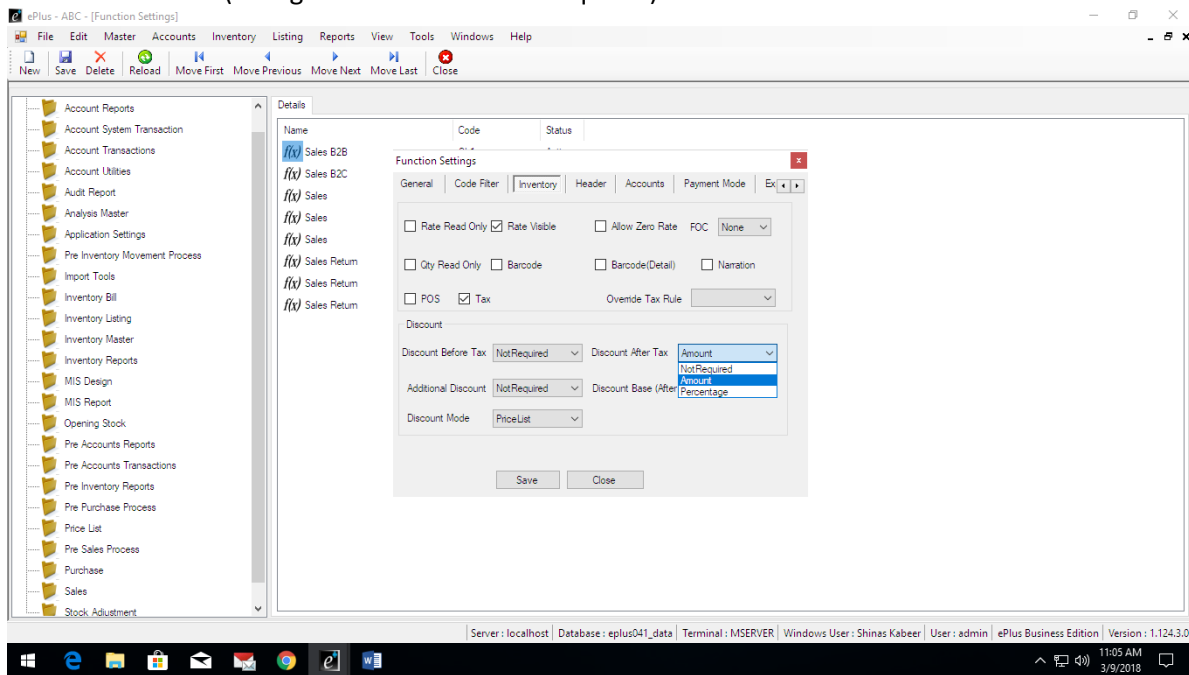 ePlus - ABC - [Function Settings]
File Edit Master Accounts Inventory Listing Reports View Tools Windows Help
New Save Delete Reload Move First Move Previous Move Next Move Last Close
Account Reports
Account System Transaction
Account Transactions
Account Utilities
Audit Report
Analysis Master
Application Settings
Pre Inventory Movement Process
Import Tools
Inventory Bill
Inventory Listing
Inventory Master
Inventory Reports
MIS Design
MIS Report
Opening Stock
Pre Accounts Reports
Pre Accounts Transactions
Pre Inventory Reports
Pre Purchase Process
Price List
Pre Sales Process
Purchase
Sales
Stock Adjustment
Details
Name Code Status
f(x) Sales B2B
f(x) Sales B2C
f(x) Sales
f(x) Sales
f(x) Sales
f(x) Sales Return
f(x) Sales Return
f(x) Sales Return
Function Settings
General Code Filter Inventory Header Accounts Payment Mode Ex
Rate Read Only Rate Visible Allow Zero Rate FOC None
Qty Read Only Barcode Barcode(Detail) Narration
POS Tax Override Tax Rule
Discount
Discount Before Tax NotRequired Discount After Tax Amount
NotRequired
Amount
Percentage
Additional Discount NotRequired Discount Base (After
Discount Mode PriceList
Save Close
Server : localhost Database : eplus041_data Terminal : MSERVER Windows User : Shinas Kabeer User : admin ePlus Business Edition Version : 1.124.3.0
11:05 AM
3/9/2018